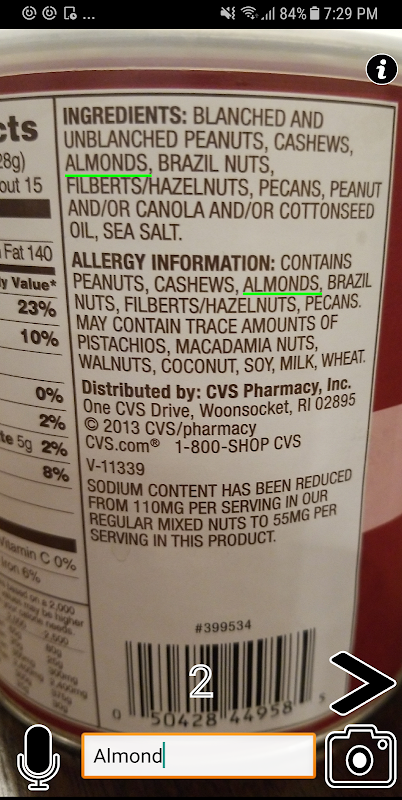 84% 7:29 PM
i
cts
28g)
out 15
Fat 140
y Value*
23%
10%
0%
2%
te 5g 2%
8%
Vitamin C 0%
Iron 6%
INGREDIENTS: BLANCHED AND
UNBLANCHED PEANUTS, CASHEWS,
ALMONDS, BRAZIL NUTS,
FILBERTS/HAZELNUTS, PECANS, PEANUT
AND/OR CANOLA AND/OR COTTONSEED
OIL, SEA SALT.
ALLERGY INFORMATION: CONTAINS
PEANUTS, CASHEWS, ALMONDS, BRAZIL
NUTS, FILBERTS/HAZELNUTS, PECANS.
MAY CONTAIN TRACE AMOUNTS OF
PISTACHIOS, MACADAMIA NUTS,
WALNUTS, COCONUT, SOY, MILK, WHEAT.
Distributed by: CVS Pharmacy, Inc.
One CVS Drive, Woonsocket, RI 02895
© 2013 CVS/pharmacy
CVS.com® 1-800-SHOP CVS
V-11339
SODIUM CONTENT HAS BEEN REDUCED
FROM 110MG PER SERVING IN OUR
REGULAR MIXED NUTS TO 55MG PER
SERVING IN THIS PRODUCT.
#399534
2
0 50428 44958 5
Almond